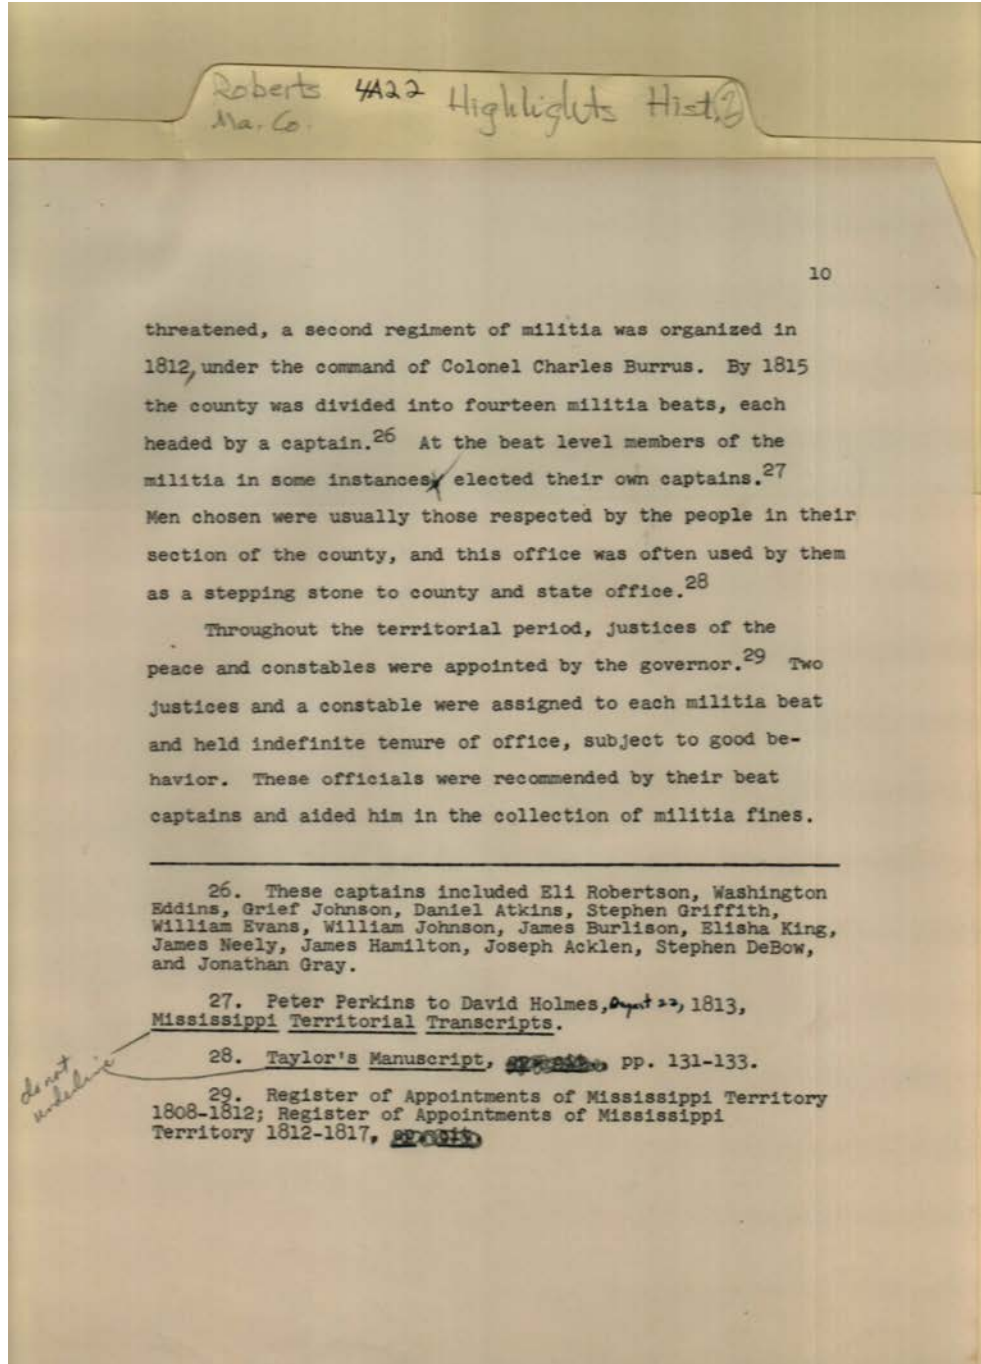 Roberts 4A22 Highlights Hist. 2
Ma. Co.
10
threatened, a second regiment of militia was organized in
1812, under the command of Colonel Charles Burrus. By 1815
the county was divided into fourteen militia beats, each
headed by a captain.26 At the beat level members of the
militia in some instances elected their own captains.27
Men chosen were usually those respected by the people in their
section of the county, and this office was often used by them
as a stepping stone to county and state office.28
Throughout the territorial period, justices of the
peace and constables were appointed by the governor.29 Two
justices and a constable were assigned to each militia beat
and held indefinite tenure of office, subject to good be-
havior. These officials were recommended by their beat
captains and aided him in the collection of militia fines.
26. These captains included Eli Robertson, Washington
Eddins, Grief Johnson, Daniel Atkins, Stephen Griffith,
William Evans, William Johnson, James Burlison, Elisha King,
James Neely, James Hamilton, Joseph Acklen, Stephen DeBow,
and Jonathan Gray.
27. Peter Perkins to David Holmes, August 22, 1813,
Mississippi Territorial Transcripts.
28. Taylor's Manuscript, pp. 131-133.
do not
underline
29. Register of Appointments of Mississippi Territory
1808-1812; Register of Appointments of Mississippi
Territory 1812-1817,